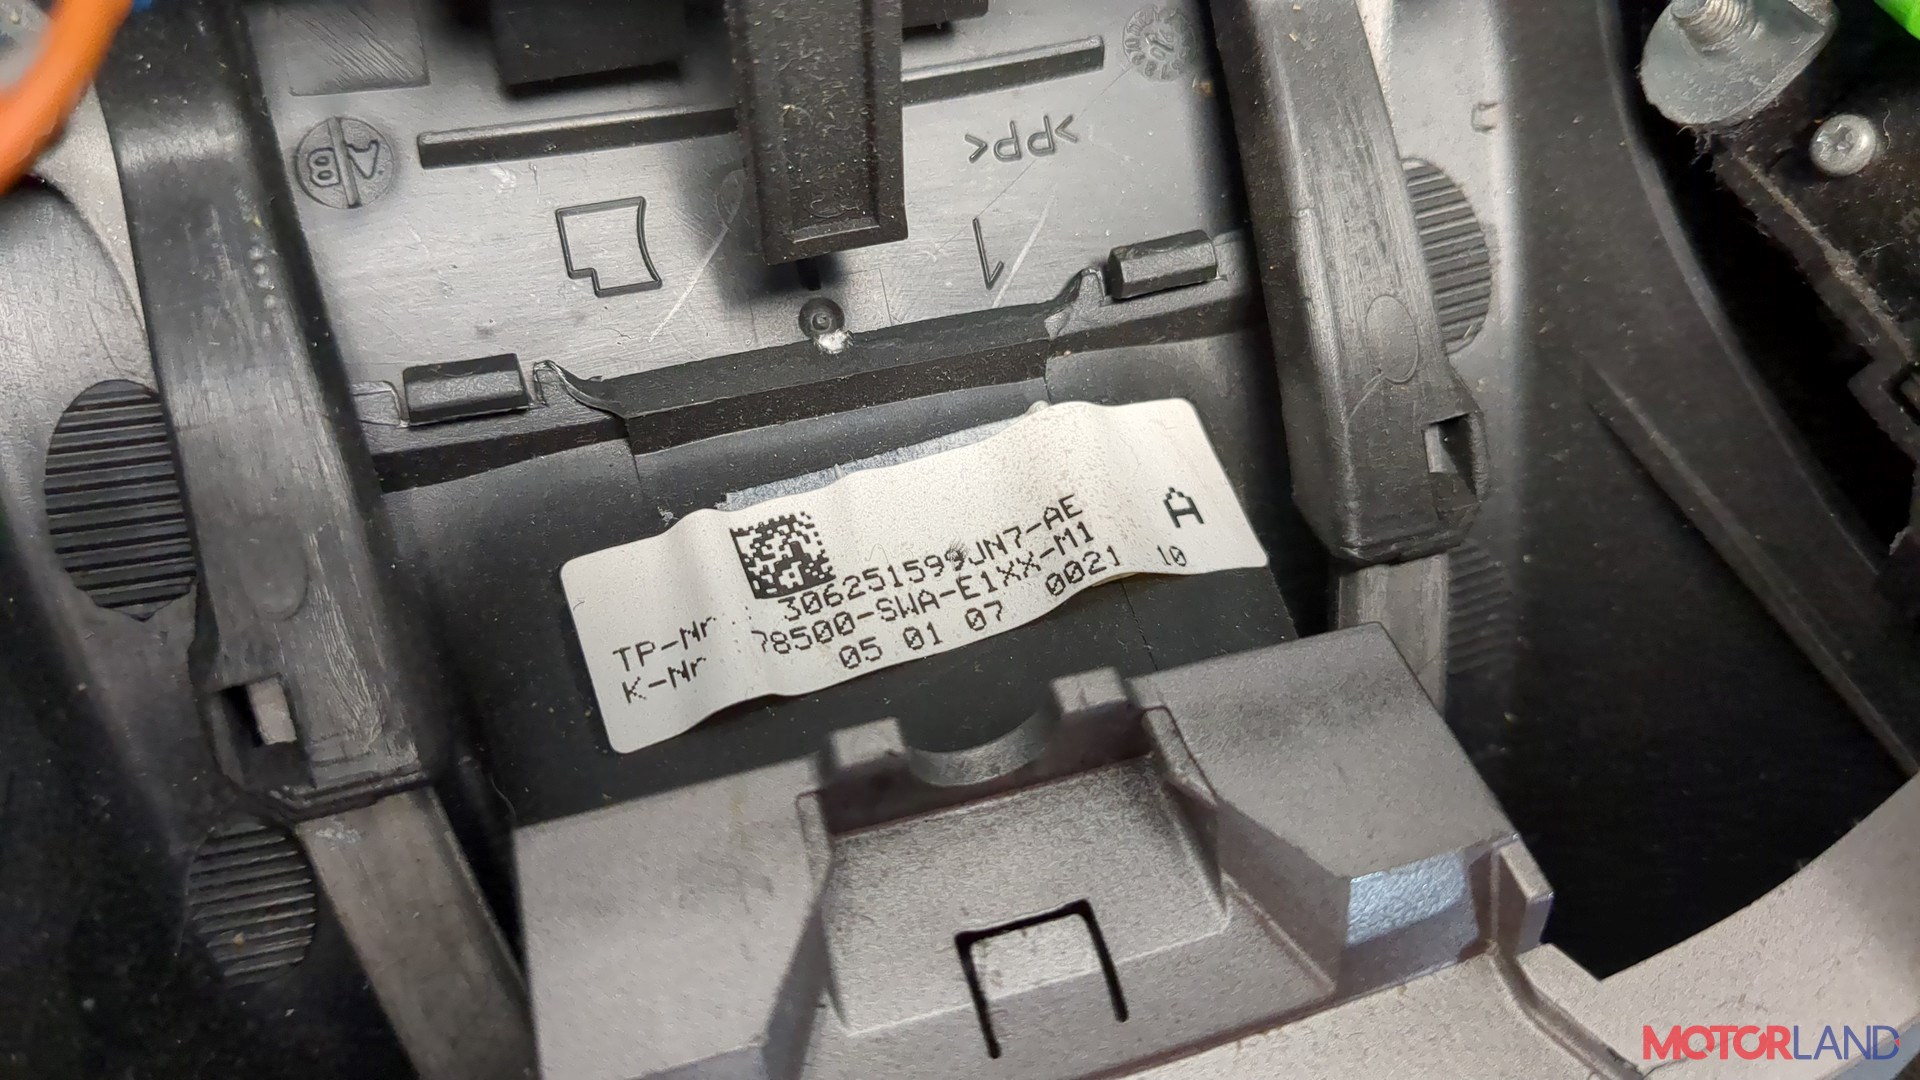 >PP<
1
TP-Nr 306251599JN7-AE
K-Nr 78500-SWA-E1XX-M1
05 01 07 0021 10
A
MOTORLAND